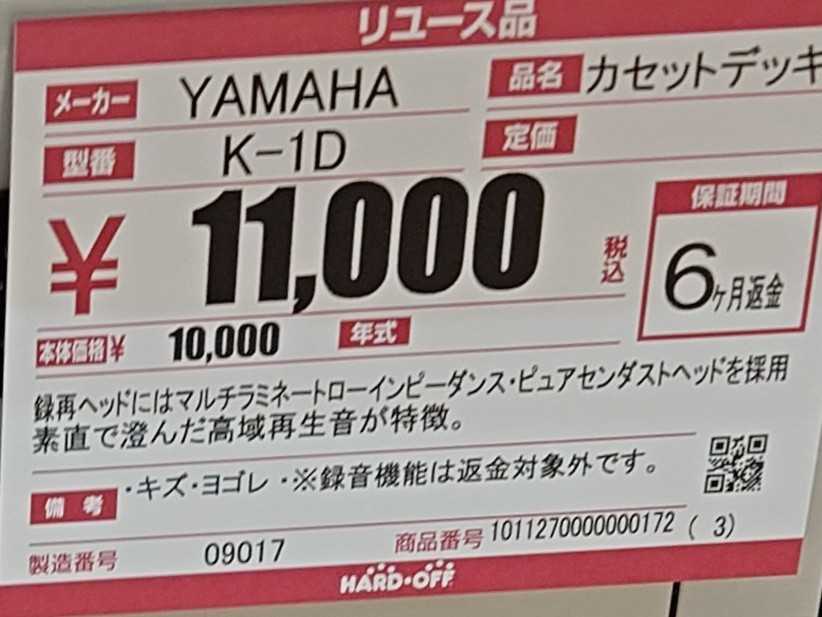 リユース品
メーカー YAMAHA 品名 カセットデッキ
型番 K-1D 定価
¥11,000 税込
保証期間
6ヶ月返金
本体価格¥ 10,000 年式
録再ヘッドにはマルチラミネートローインピーダンス・ピュアセンダストヘッドを採用
素直で澄んだ高域再生音が特徴。
備考 ・キズ・ヨゴレ ・※録音機能は返金対象外です。
製造番号 09017 商品番号 1011270000000172 ( 3)
HARD・OFF